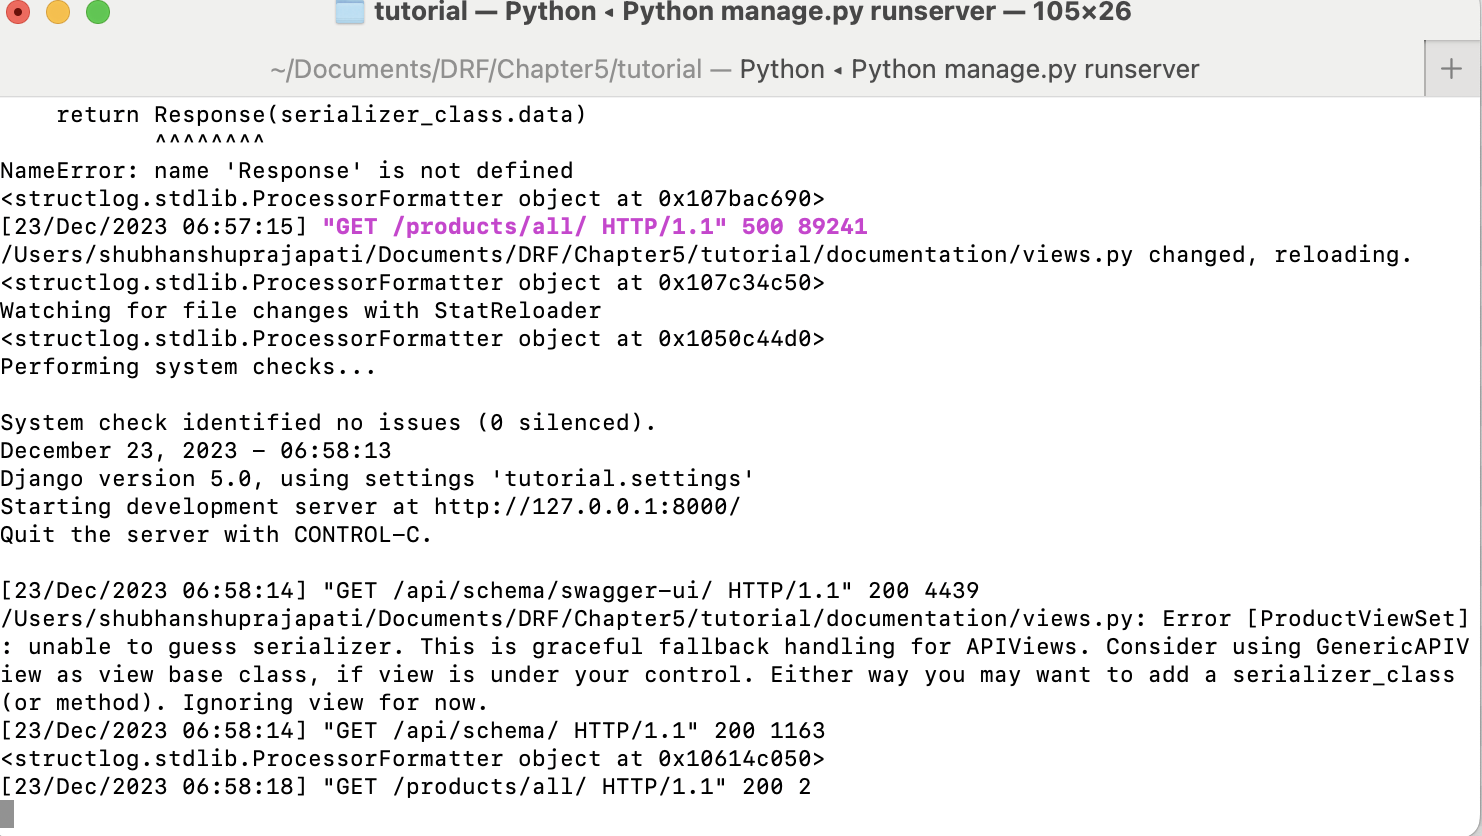 tutorial — Python ◂ Python manage.py runserver — 105×26
~/Documents/DRF/Chapter5/tutorial — Python ◂ Python manage.py runserver
+
    return Response(serializer_class.data)
           ^^^^^^^^
NameError: name 'Response' is not defined
<structlog.stdlib.ProcessorFormatter object at 0x107bac690>
[23/Dec/2023 06:57:15] "GET /products/all/ HTTP/1.1" 500 89241
/Users/shubhanshuprajapati/Documents/DRF/Chapter5/tutorial/documentation/views.py changed, reloading.
<structlog.stdlib.ProcessorFormatter object at 0x107c34c50>
Watching for file changes with StatReloader
<structlog.stdlib.ProcessorFormatter object at 0x1050c44d0>
Performing system checks...

System check identified no issues (0 silenced).
December 23, 2023 - 06:58:13
Django version 5.0, using settings 'tutorial.settings'
Starting development server at http://127.0.0.1:8000/
Quit the server with CONTROL-C.

[23/Dec/2023 06:58:14] "GET /api/schema/swagger-ui/ HTTP/1.1" 200 4439
/Users/shubhanshuprajapati/Documents/DRF/Chapter5/tutorial/documentation/views.py: Error [ProductViewSet]
: unable to guess serializer. This is graceful fallback handling for APIViews. Consider using GenericAPIV
iew as view base class, if view is under your control. Either way you may want to add a serializer_class
(or method). Ignoring view for now.
[23/Dec/2023 06:58:14] "GET /api/schema/ HTTP/1.1" 200 1163
<structlog.stdlib.ProcessorFormatter object at 0x10614c050>
[23/Dec/2023 06:58:18] "GET /products/all/ HTTP/1.1" 200 2